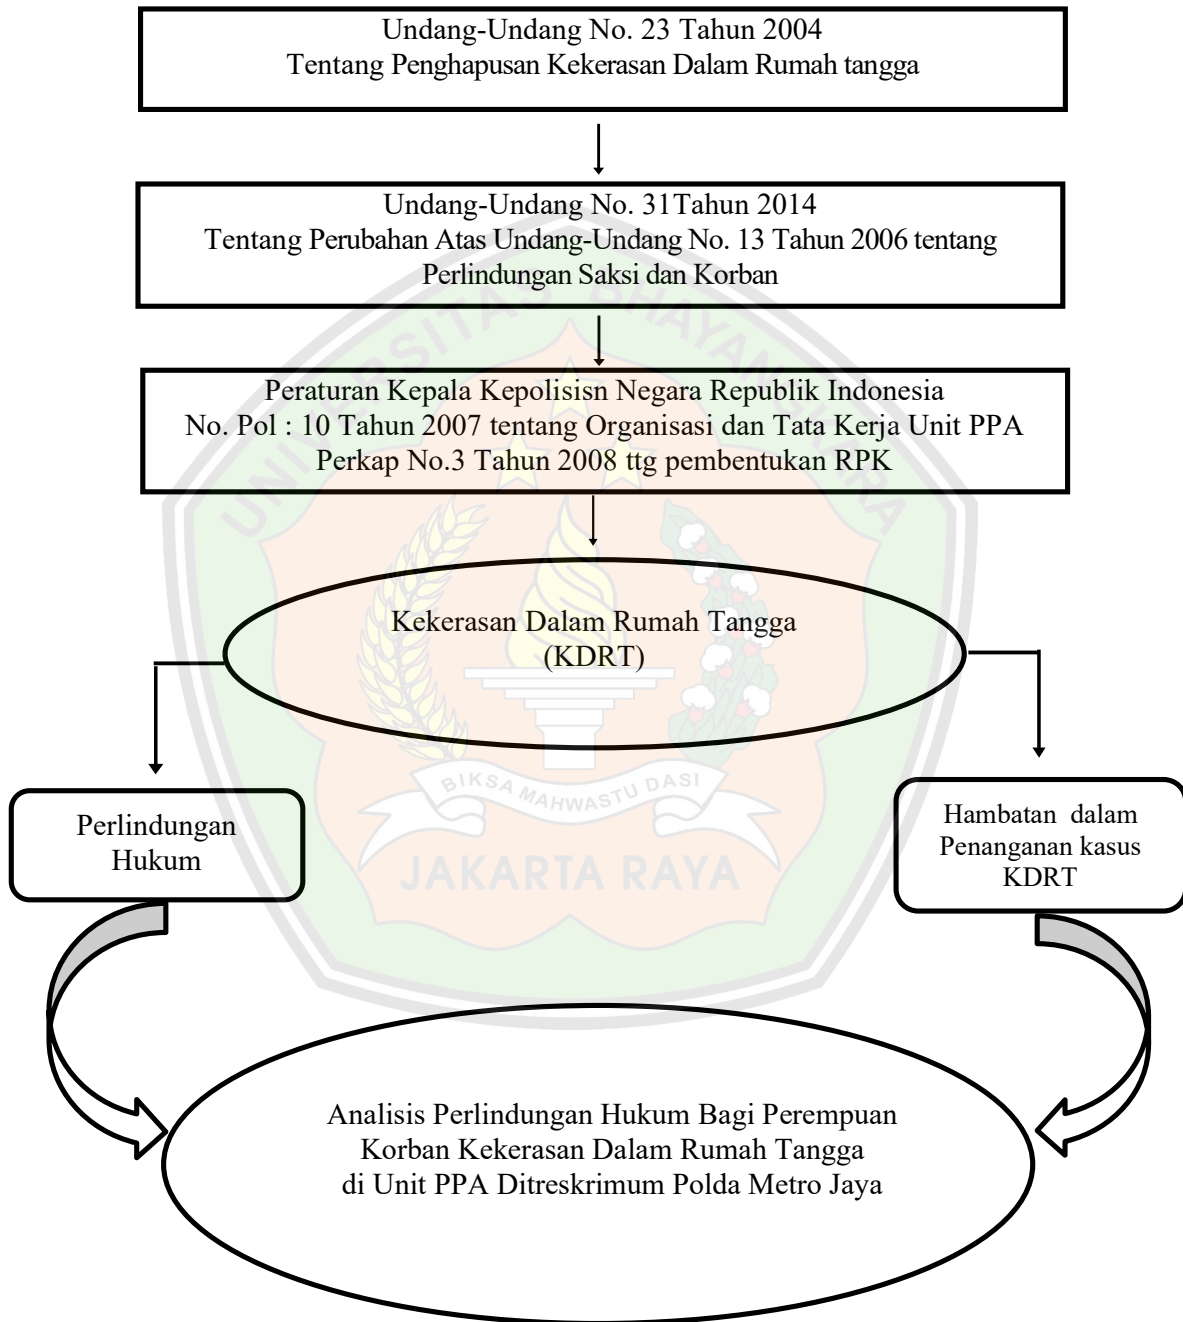 Undang-Undang No. 23 Tahun 2004
Tentang Penghapusan Kekerasan Dalam Rumah tangga
Undang-Undang No. 31Tahun 2014
Tentang Perubahan Atas Undang-Undang No. 13 Tahun 2006 tentang
Perlindungan Saksi dan Korban
Peraturan Kepala Kepolisisn Negara Republik Indonesia
No. Pol : 10 Tahun 2007 tentang Organisasi dan Tata Kerja Unit PPA
Perkap No.3 Tahun 2008 ttg pembentukan RPK
Kekerasan Dalam Rumah Tangga
(KDRT)
Perlindungan
Hukum
Hambatan dalam
Penanganan kasus
KDRT
Analisis Perlindungan Hukum Bagi Perempuan
Korban Kekerasan Dalam Rumah Tangga
di Unit PPA Ditreskrimum Polda Metro Jaya
UNIVERSITAS BHAYANGKARA
BIKSA MAHWASTU DASI
JAKARTA RAYA